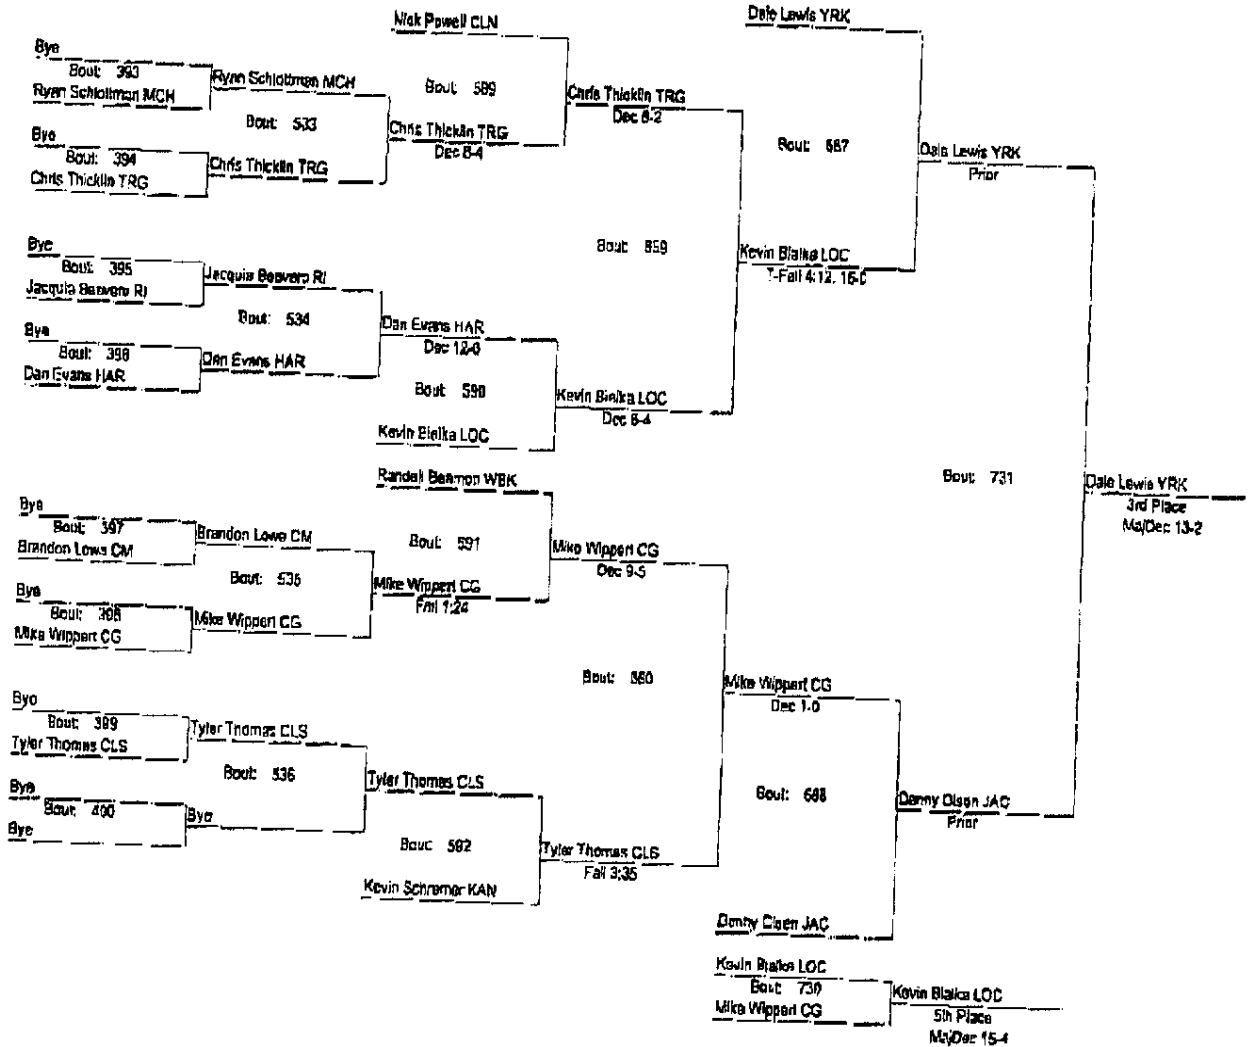 Nick Powell CLN
Dale Lewis YRK
Bye
Bout: 393
Ryan Schlottman MCH
Ryan Schlottman MCH
Bout: 589
Chris Thicklin TRG
Dec 8-2
Bout: 533
Bye
Bout: 394
Chris Thicklin TRG
Chris Thicklin TRG
Chris Thicklin TRG
Dec 8-4
Bout: 687
Dale Lewis YRK
Prior
Bye
Bout: 395
Jacquia Beavers RI
Jacquia Beavers RI
Bout: 659
Kevin Bialka LOC
T-Fall 4:12, 16-0
Bout: 534
Bye
Bout: 396
Dan Evans HAR
Dan Evans HAR
Dan Evans HAR
Bout: 590
Kevin Bialka LOC
Dec 8-4
Kevin Bialka LOC
Randall Beamon WBK
Bout: 731
Dale Lewis YRK
3rd Place
MajDec 13-2
Bye
Bout: 397
Brandon Lowe CM
Brandon Lowe CM
Bout: 591
Mike Wippert CG
Dec 9-5
Bout: 535
Bye
Bout: 398
Mike Wippert CG
Mike Wippert CG
Mike Wippert CG
Fall 1:24
Bout: 660
Mike Wippert CG
Dec 1-0
Bye
Bout: 399
Tyler Thomas CLS
Tyler Thomas CLS
Bout: 536
Tyler Thomas CLS
Bye
Bout: 400
Bye
Bye
Bout: 592
Tyler Thomas CLS
Fall 3:35
Kevin Schremer KAN
Bout: 688
Danny Olsen JAC
Prior
Danny Olsen JAC
Kevin Bialka LOC
Bout: 730
Mike Wippert CG
Kevin Bialka LOC
5th Place
MajDec 15-4